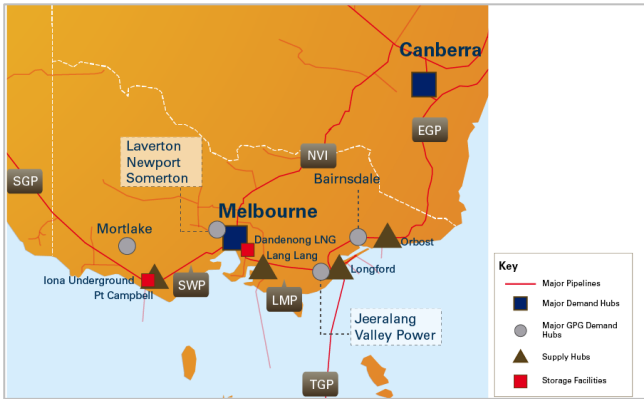 Canberra
EGP
Laverton
Newport
Somerton
NVI
Bairnsdale
SGP
Melbourne
Mortlake
Dandenong LNG
Orbost
Lang Lang
Longford
Iona Underground
Pt Campbell
SWP
LMP
Jeeralang
Valley Power
TGP
Key
Major Pipelines
Major Demand Hubs
Major GPG Demand
Hubs
Supply Hubs
Storage Facilities